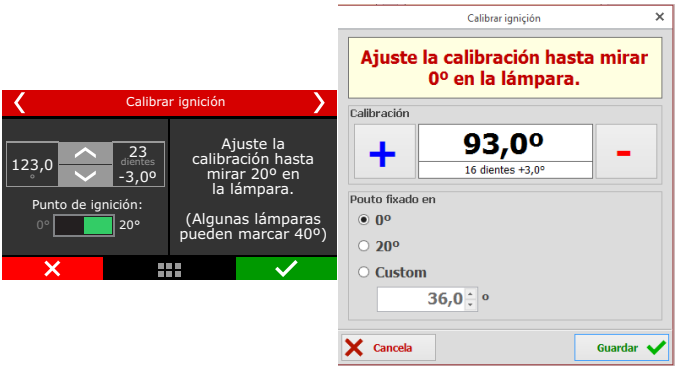 Calibrar ignición
123,0
°
23
dientes
-3,0º
Punto de ignición:
0° 20°
Ajuste la
calibración hasta
mirar 20º en
la lámpara.
(Algunas lámparas
pueden marcar 40º)
Calibrar igniçión
Ajuste la calibración hasta mirar
0º en la lámpara.
Calibración
+
93,0º
-
16 dientes +3,0º
Pouto fixado en
0º
20º
Custom
36,0 º
Cancela
Guardar